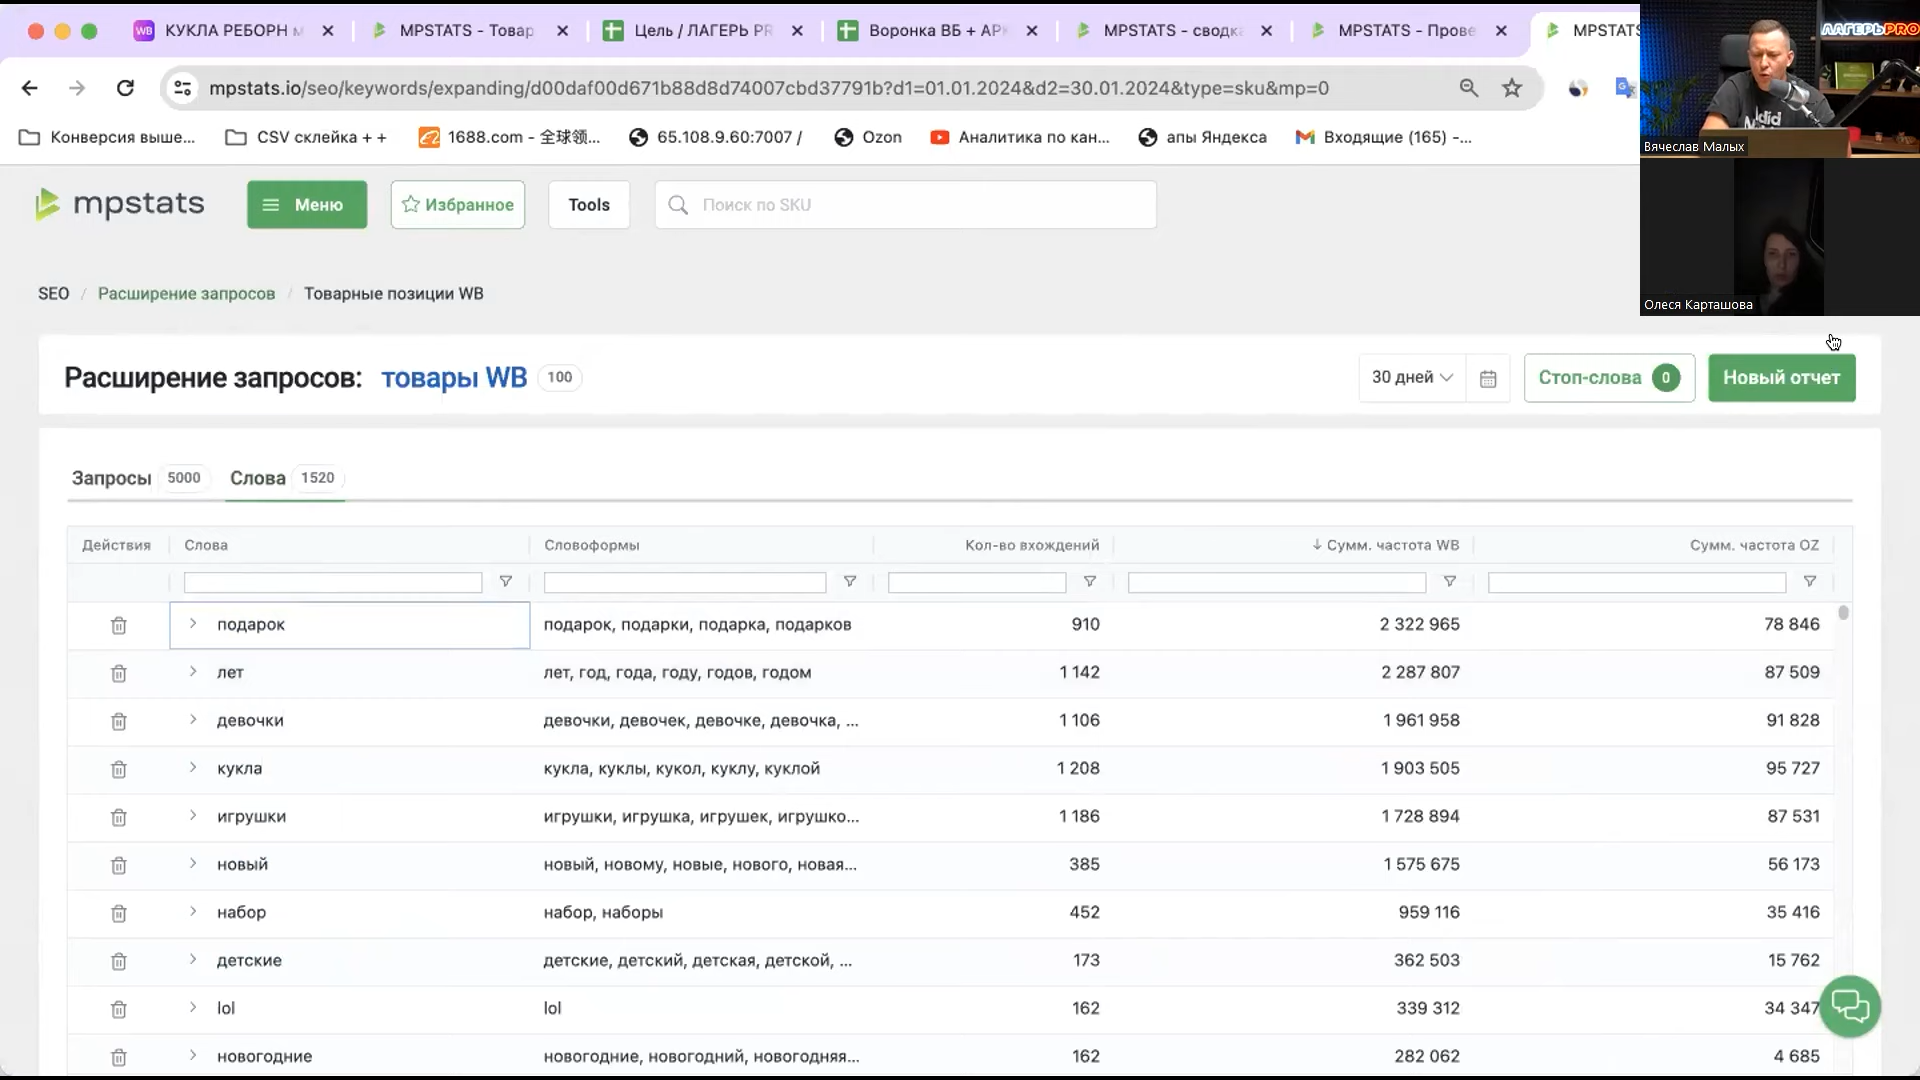 КУКЛА РЕБОРН
MPSTATS - Товар
Цель / ЛАГЕРЬ PR
Воронка ВБ +
MPSTATS - сводка
MPSTATS - Прове
MPSTATS
mpstats.io/seo/keywords/expanding/d00daf00d671b88d8d74007cbd37791b?d1=01.01.2024&d2=30.01.2024&type=sku&mp=0
Конверсия выше...
CSV склейка + +
1688.com - 全球领...
65.108.9.60:7007 /
Ozon
Аналитика по кан...
апы Яндекса
Входящие (165) -...
ЛАГЕРЬPRO
Вячеслав Малых
Олеся Карташова
mpstats
Меню
Избранное
Tools
Поиск по SKU
SEO / Расширение запросов / Товарные позиции WB
Расширение запросов: товары WB 100
30 дней
Стоп-слова 0
Новый отчет
Запросы 5000 Слова 1520
Действия Слова Словоформы Кол-во вхождений ↓ Сумм. частота WB Сумм. частота OZ
подарок подарок, подарки, подарка, подарков 910 2 322 965 78 846
лет лет, год, года, году, годов, годом 1 142 2 287 807 87 509
девочки девочки, девочек, девочке, девочка, ... 1 106 1 961 958 91 828
кукла кукла, куклы, кукол, куклу, куклой 1 208 1 903 505 95 727
игрушки игрушки, игрушка, игрушек, игрушко... 1 186 1 728 894 87 531
новый новый, новому, новые, нового, новая... 385 1 575 675 56 173
набор набор, наборы 452 959 116 35 416
детские детские, детский, детская, детской, ... 173 362 503 15 762
lol lol 162 339 312 34 347
новогодние новогодние, новогодний, новогодняя... 162 282 062 4 685